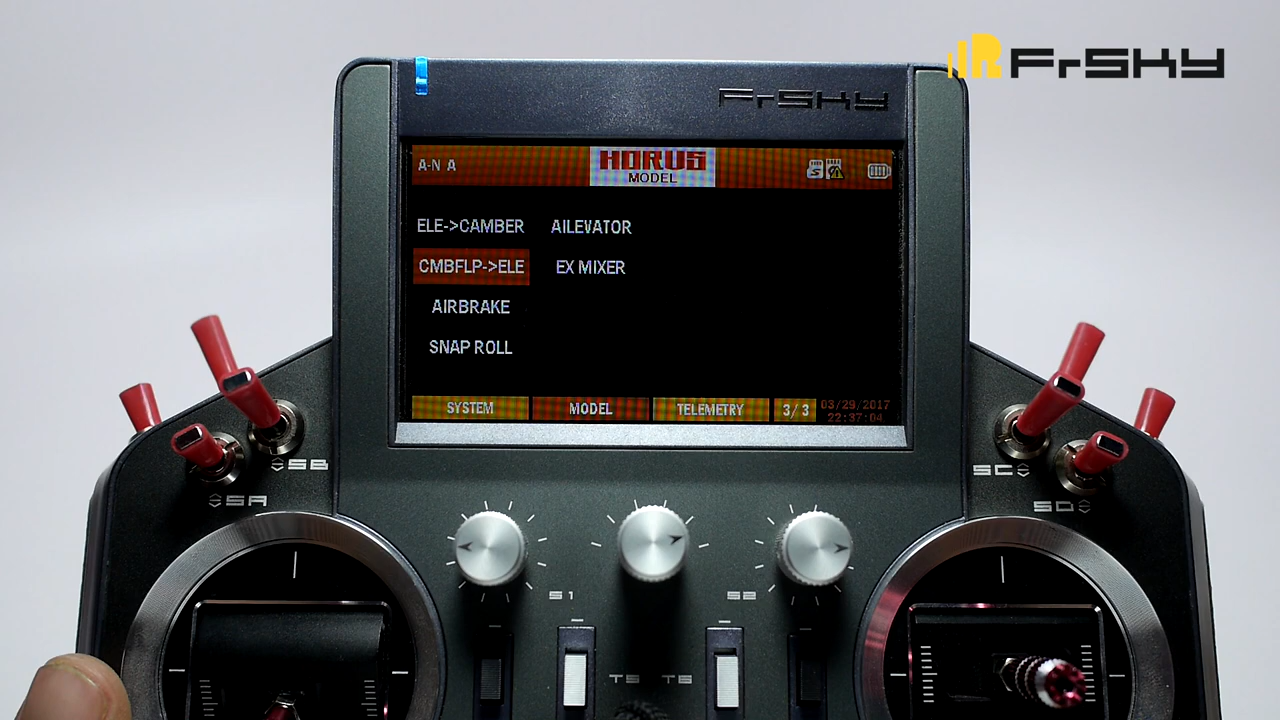 FrSKY
FrSKY
A-N A
HORUS
MODEL
ELE->CAMBER
AILEVATOR
CMBFLP->ELE
EX MIXER
AIRBRAKE
SNAP ROLL
SYSTEM
MODEL
TELEMETRY
3/3
03/29/2017
22:37:04
SB
SA
SC
SD
S1
S2
T5
T6